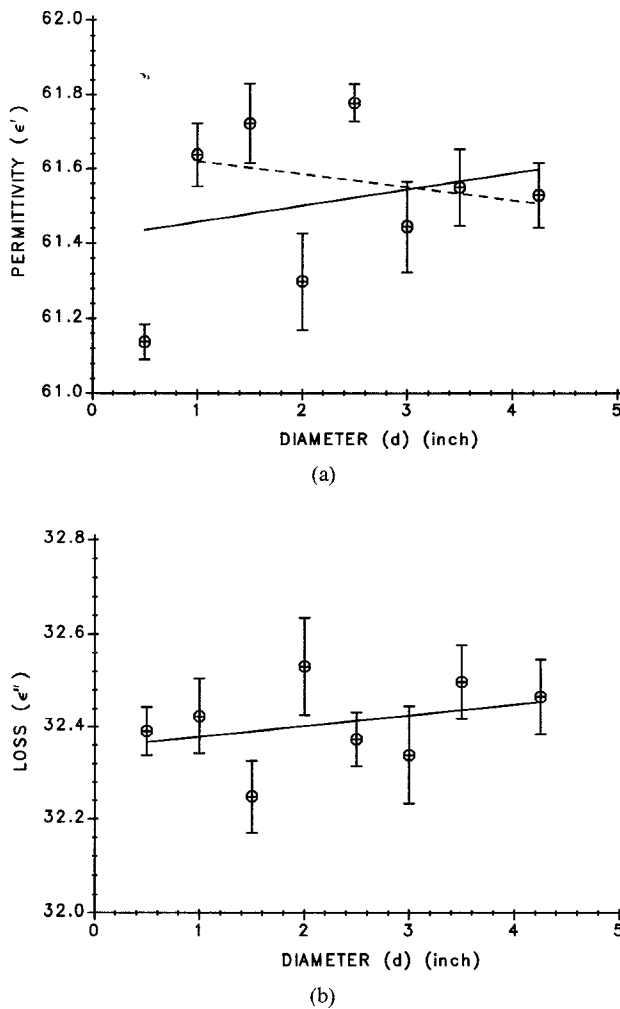 62.0
61.8
61.6
61.4
61.2
61.0
PERMITTIVITY (ϵ')
0 1 2 3 4 5
DIAMETER (d) (inch)
(a)
32.8
32.6
32.4
32.2
32.0
LOSS (ϵ")
0 1 2 3 4 5
DIAMETER (d) (inch)
(b)